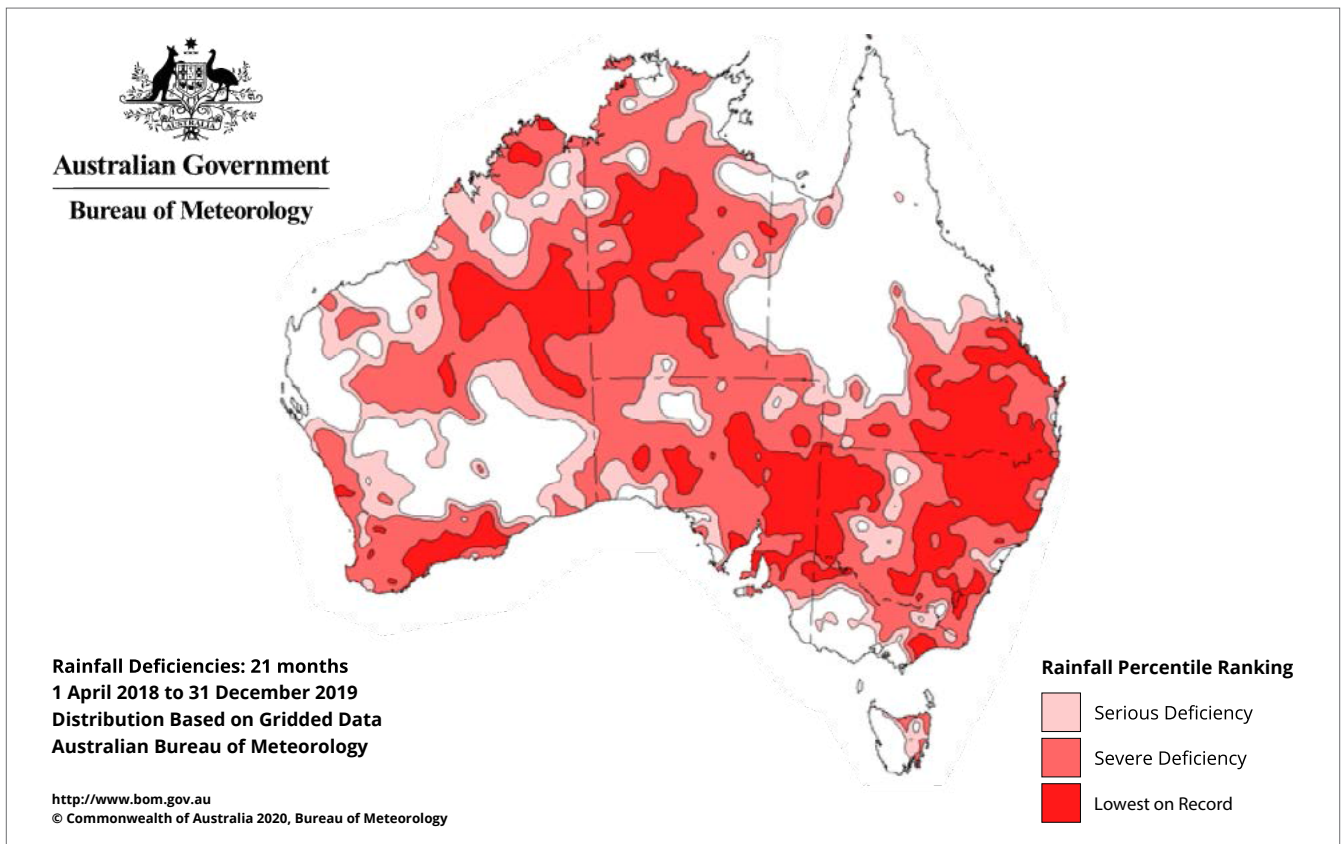 AUSTRALIA
Australian Government
Bureau of Meteorology
Rainfall Deficiencies: 21 months
1 April 2018 to 31 December 2019
Distribution Based on Gridded Data
Australian Bureau of Meteorology
http://www.bom.gov.au
© Commonwealth of Australia 2020, Bureau of Meteorology
Rainfall Percentile Ranking
Serious Deficiency
Severe Deficiency
Lowest on Record